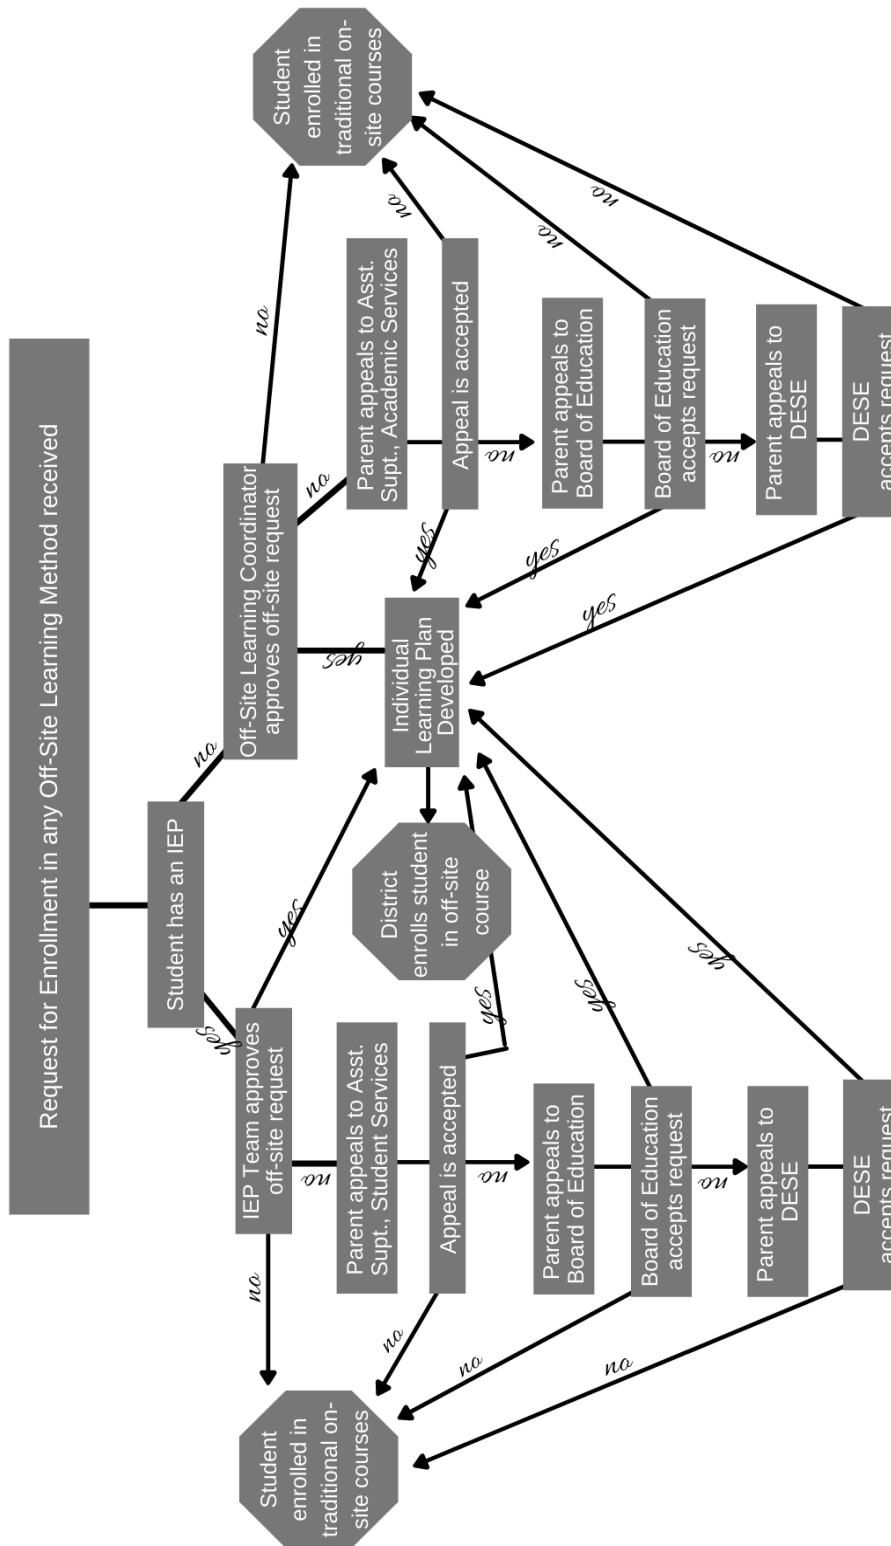 Request for Enrollment in any Off-Site Learning Method received
Student has an IEP
yes
no
IEP Team approves
off-site request
Off-Site Learning Coordinator
approves off-site request
no
no
yes
yes
no
no
Student
enrolled in
traditional on-
site courses
Parent appeals to Asst.
Supt., Student Services
Appeal is accepted
no
yes
no
Parent appeals to
Board of Education
Board of Education
accepts request
no
yes
no
Parent appeals to
DESE
DESE
accepts request
no
yes
District
enrolls student
in off-site
course
Individual
Learning Plan
Developed
Parent appeals to Asst.
Supt., Academic Services
Appeal is accepted
yes
no
no
Parent appeals to
Board of Education
Board of Education
accepts request
yes
no
no
Parent appeals to
DESE
DESE
accepts request
yes
no
Student
enrolled in
traditional on-
site courses